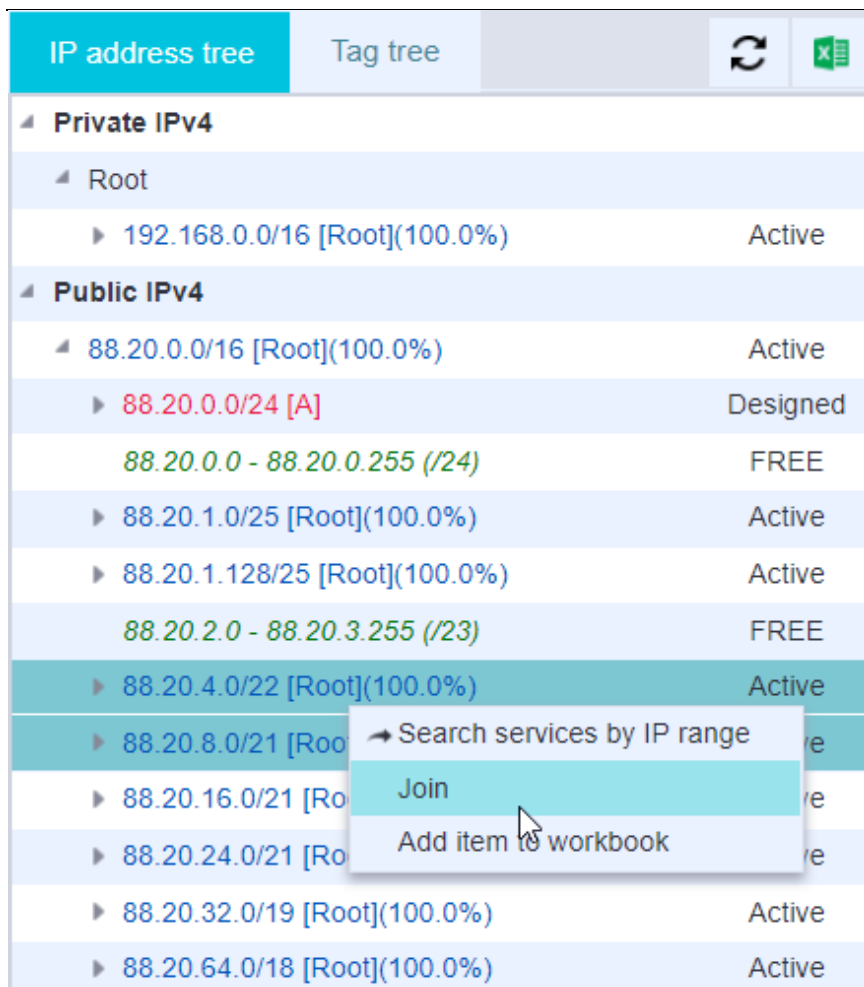 IP address tree Tag tree
Private IPv4
Root
192.168.0.0/16 [Root](100.0%) Active
Public IPv4
88.20.0.0/16 [Root](100.0%) Active
88.20.0.0/24 [A] Designed
88.20.0.0 - 88.20.0.255 (/24) FREE
88.20.1.0/25 [Root](100.0%) Active
88.20.1.128/25 [Root](100.0%) Active
88.20.2.0 - 88.20.3.255 (/23) FREE
88.20.4.0/22 [Root](100.0%) Active
88.20.8.0/21 [Roo ve
Search services by IP range
88.20.16.0/21 [Ro ve
Join
88.20.24.0/21 [Ro ve
Add item to workbook
88.20.32.0/19 [Root](100.0%) Active
88.20.64.0/18 [Root](100.0%) Active